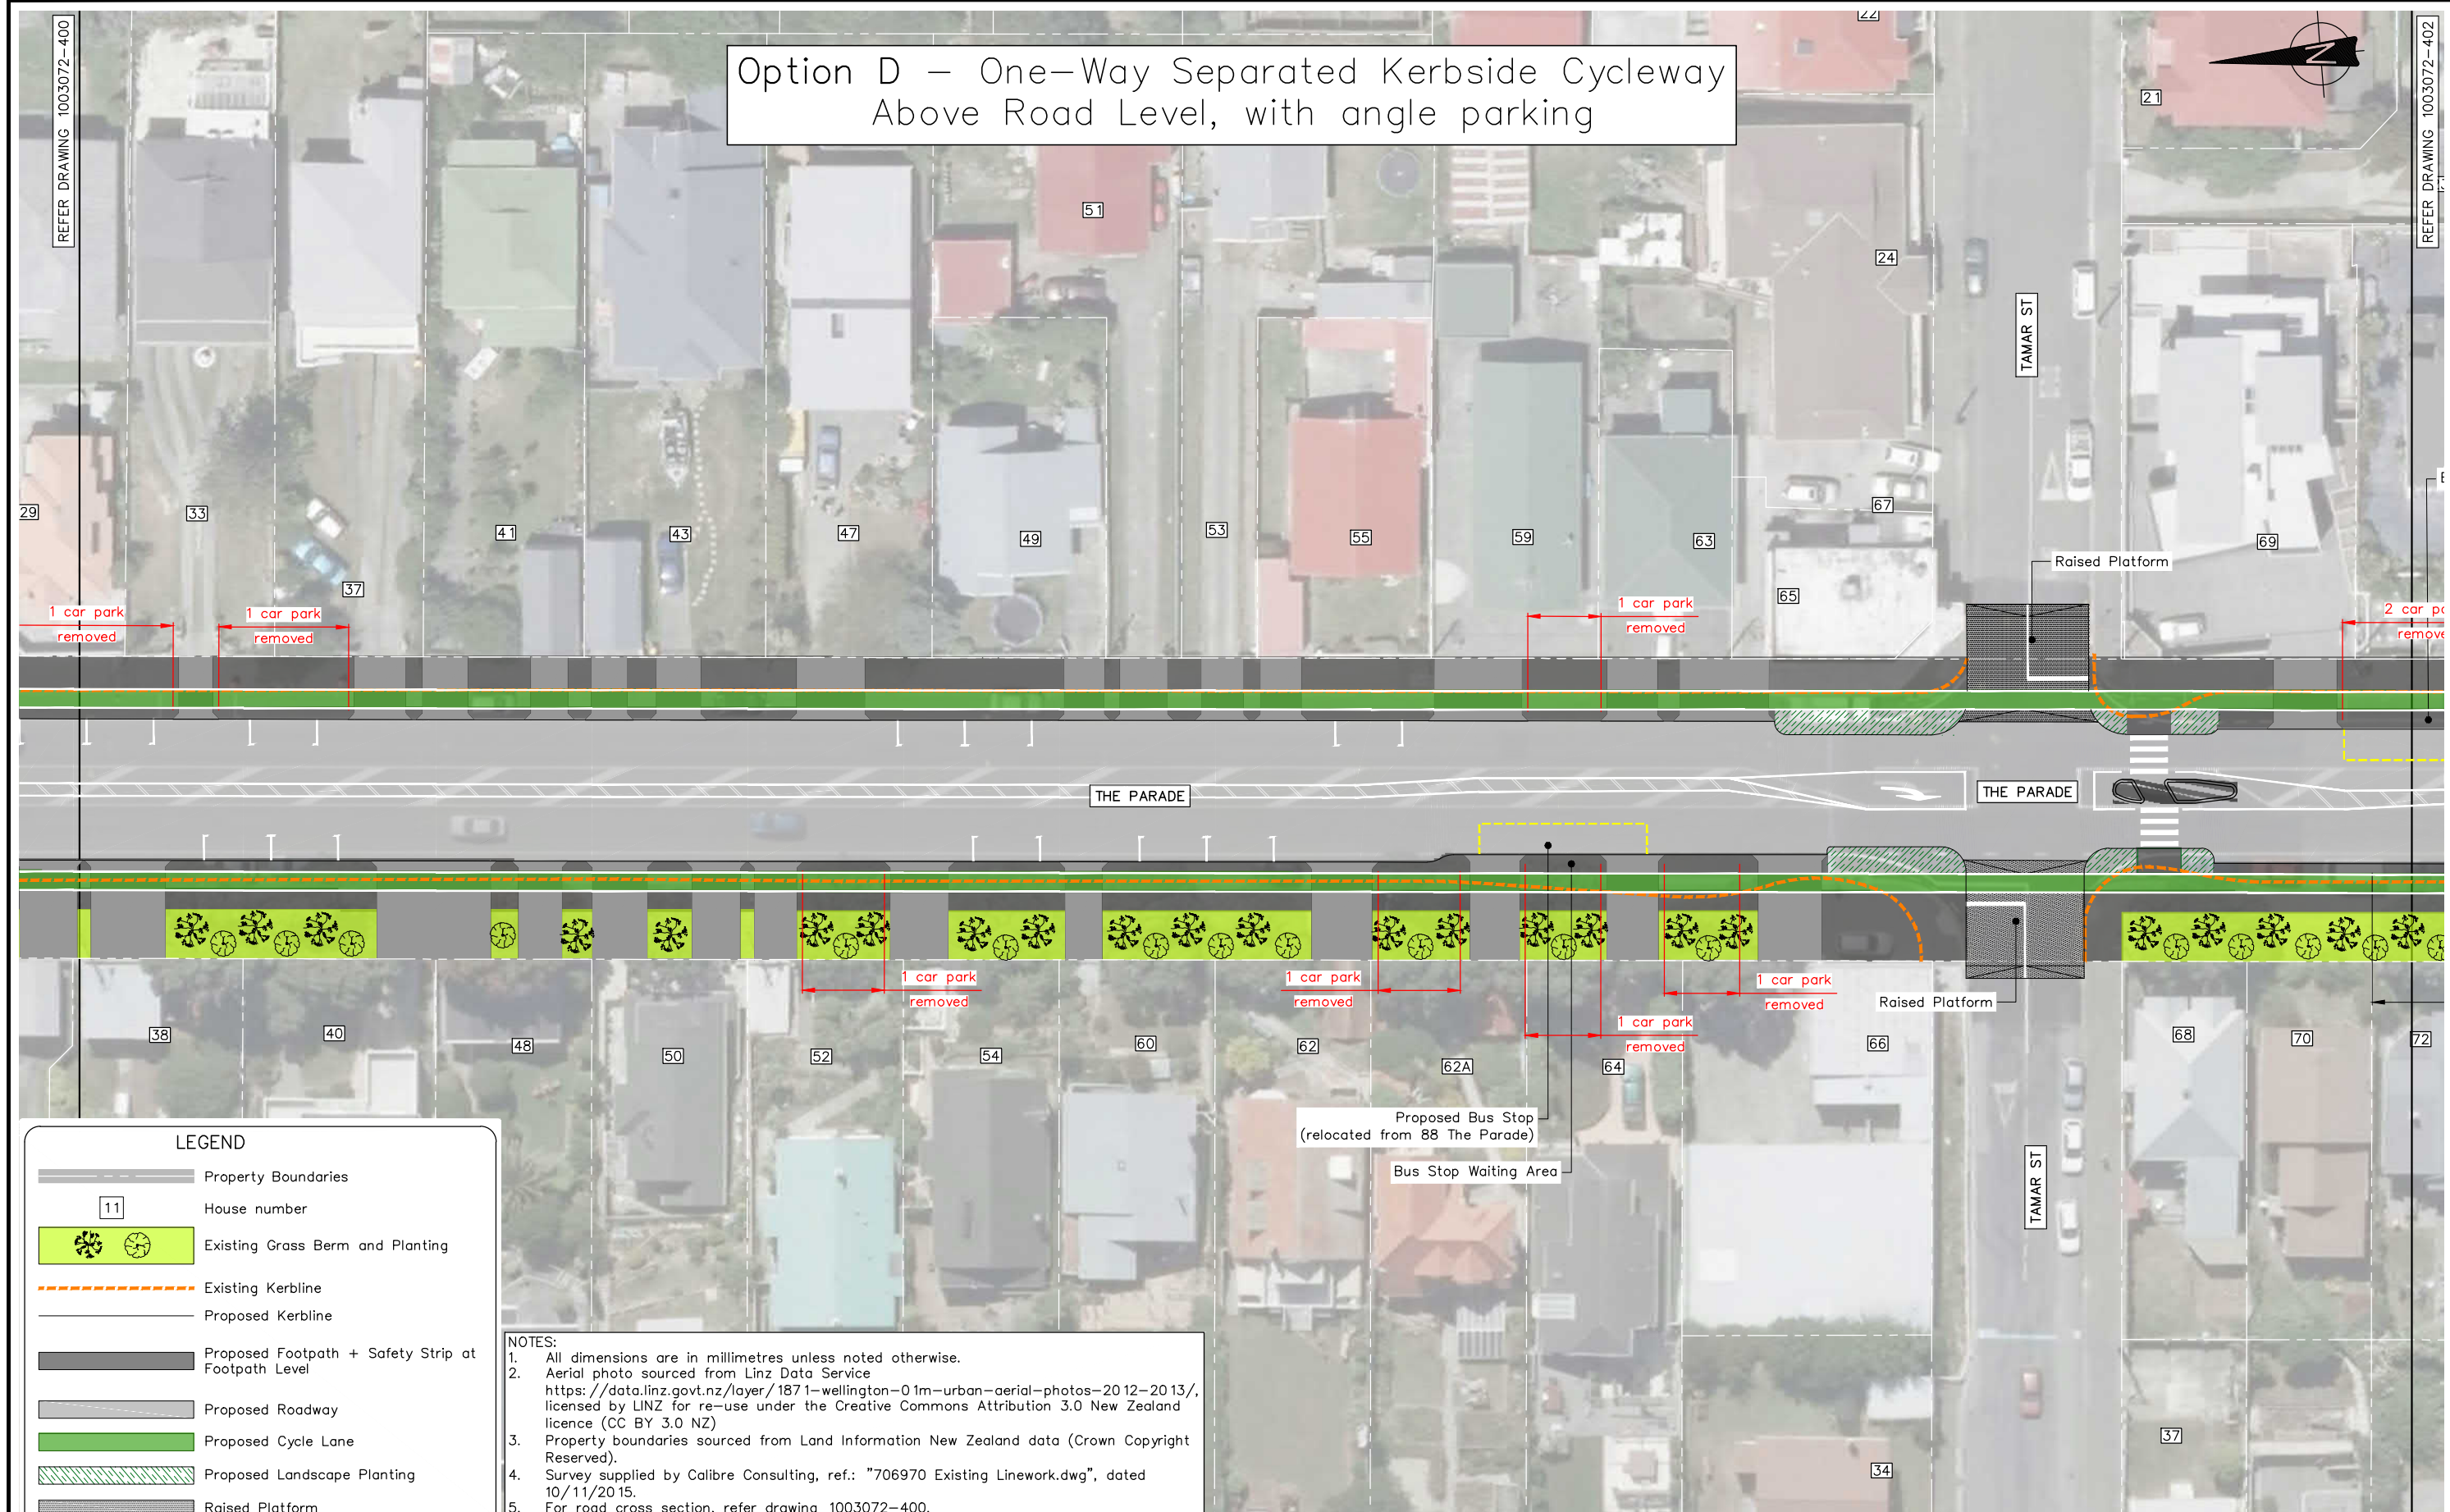 REFER DRAWING 1003072-400
Option D - One-Way Separated Kerbside Cycleway
Above Road Level, with angle parking
22
21
REFER DRAWING 1003072-402
51
24
TAMAR ST
29
33
37
41
43
47
49
53
55
59
63
67
65
69
Raised Platform
1 car park
removed
1 car park
removed
1 car park
removed
2 car
THE PARADE
THE PARADE
1 car park
removed
1 car park
removed
1 car park
removed
1 car park
removed
Raised Platform
38
40
48
50
52
54
60
62
62A
64
66
68
70
72
Proposed Bus Stop
(relocated from 88 The Parade)
Bus Stop Waiting Area
TAMAR ST
37
34
LEGEND
Property Boundaries
11
House number
Existing Grass Berm and Planting
Existing Kerbline
Proposed Kerbline
Proposed Footpath + Safety Strip at
Footpath Level
Proposed Roadway
Proposed Cycle Lane
Proposed Landscape Planting
Raised Platform
NOTES:
1. All dimensions are in millimetres unless noted otherwise.
2. Aerial photo sourced from Linz Data Service
https://data.linz.govt.nz/layer/1871-wellington-01m-urban-aerial-photos-2012-2013/,
licensed by LINZ for re-use under the Creative Commons Attribution 3.0 New Zealand
licence (CC BY 3.0 NZ)
3. Property boundaries sourced from Land Information New Zealand data (Crown Copyright
Reserved).
4. Survey supplied by Calibre Consulting, ref.: "706970 Existing Linework.dwg", dated
10/11/2015.
5. For road cross section, refer drawing 1003072-400.
N